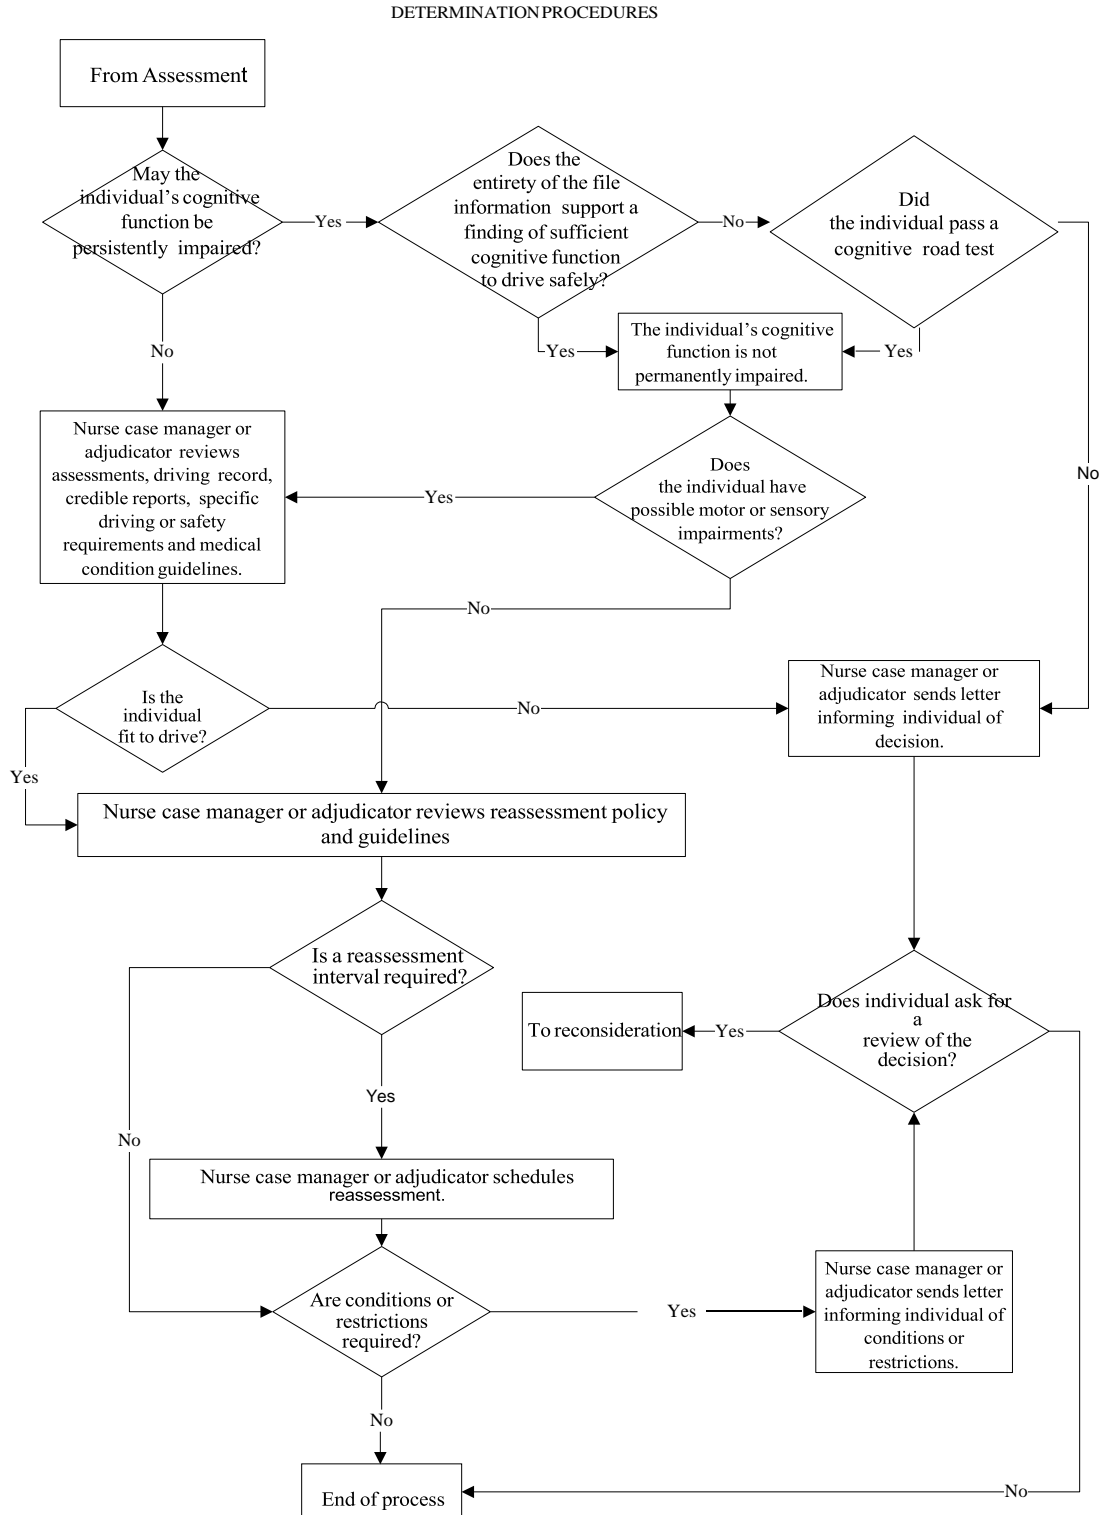 DETERMINATION PROCEDURES
From Assessment
May the
individual's cognitive
function be
persistently impaired?
Yes
Does the
entirety of the file
information support a
finding of sufficient
cognitive function
to drive safely?
No
Did
the individual pass a
cognitive road test
No
Yes
The individual's cognitive
function is not
permanently impaired.
Yes
No
Nurse case manager or
adjudicator reviews
assessments, driving record,
credible reports, specific
driving or safety
requirements and medical
condition guidelines.
Yes
Does
the individual have
possible motor or sensory
impairments?
No
Is the
individual
fit to drive?
No
Nurse case manager or
adjudicator sends letter
informing individual of
decision.
Yes
Nurse case manager or adjudicator reviews reassessment policy
and guidelines
Is a reassessment
interval required?
To reconsideration
Yes
Does individual ask for
a
review of the
decision?
Yes
No
Nurse case manager or adjudicator schedules
reassessment.
Are conditions or
restrictions
required?
Yes
Nurse case manager or
adjudicator sends letter
informing individual of
conditions or
restrictions.
No
End of process
No